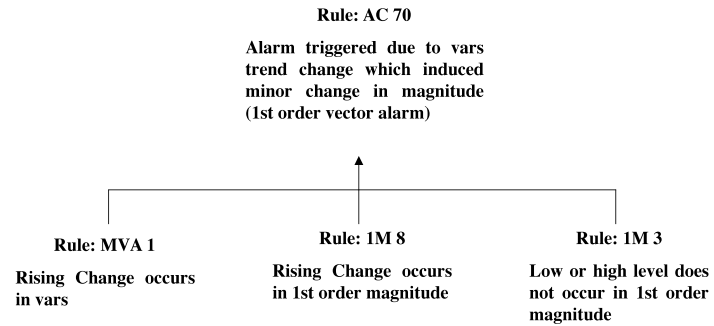 Rule: AC 70
Alarm triggered due to vars
trend change which induced
minor change in magnitude
(1st order vector alarm)
Rule: MVA 1
Rising Change occurs
in vars
Rule: 1M 8
Rising Change occurs
in 1st order magnitude
Rule: 1M 3
Low or high level does
not occur in 1st order
magnitude